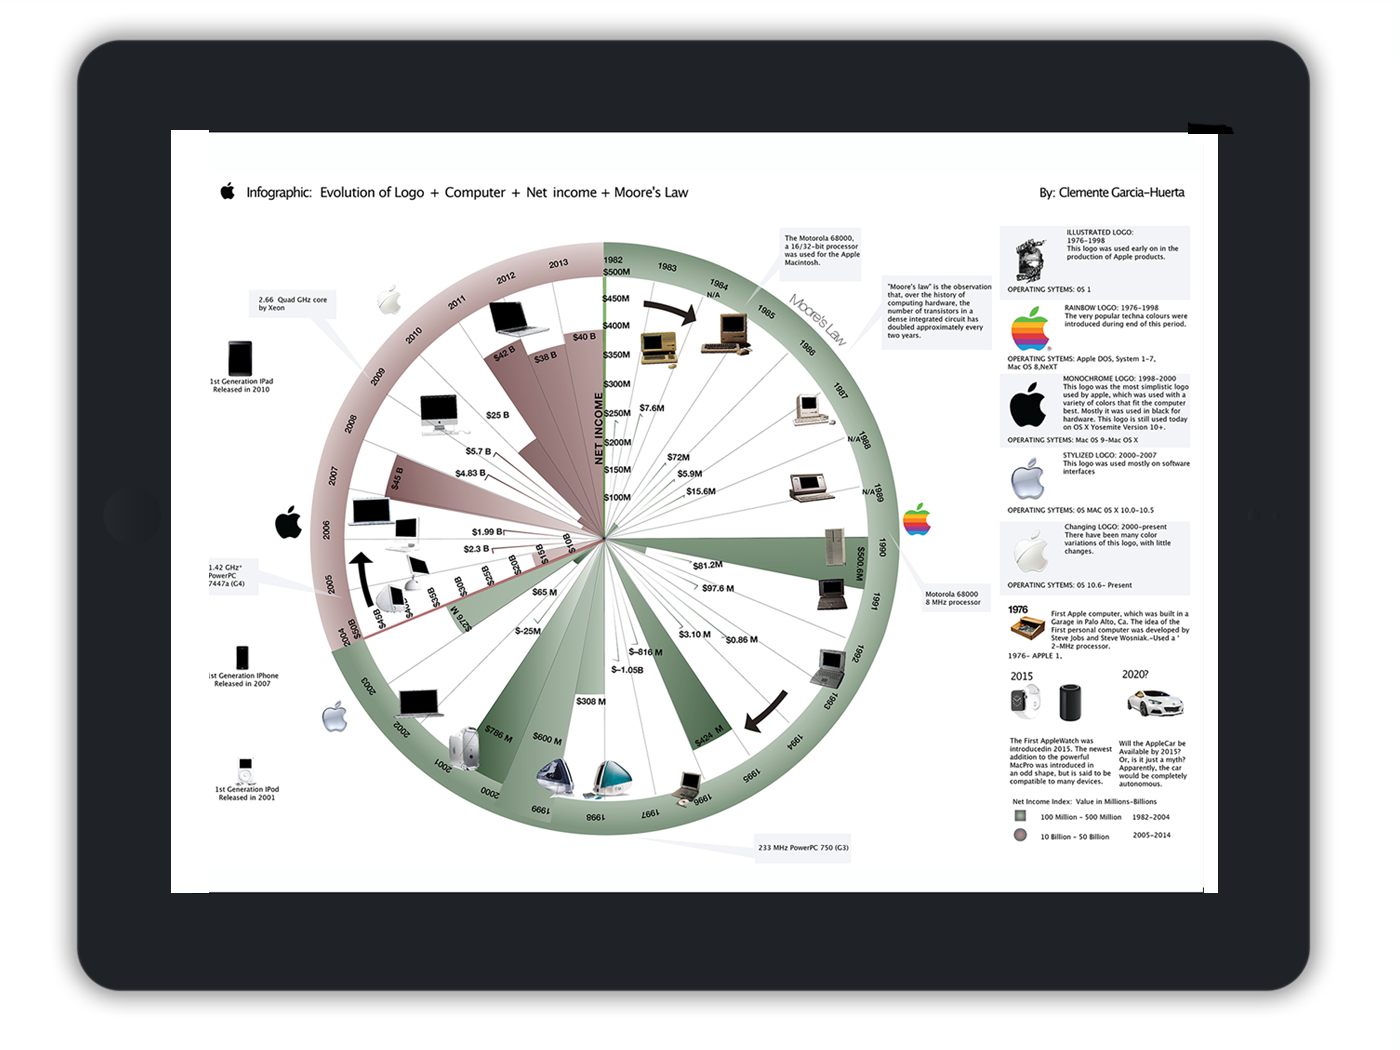 Infographic: Evolution of Logo + Computer + Net income + Moore's Law
By: Clemente Garcia-Huerta
The Motorola 68000,
a 16/32-bit processor
was used for the Apple
Macintosh.
"Moore's law" is the observation
that, over the history of
computing hardware, the
number of transistors in a
dense integrated circuit has
doubled approximately every
two years.
Moore's Law
2.66 Quad GHz core
by Xeon
1st Generation IPad
Released in 2010
1.42 GHz*
PowerPC
7447a (G4)
1st Generation IPhone
Released in 2007
1st Generation IPod
Released in 2001
Motorola 68000
8 MHz processor
233 MHz PowerPC 750 (G3)
1982
1983
1984
N/A
1985
1986
1987
1988
N/A
1989
N/A
1990
1991
1992
1993
1994
1995
1996
1997
1998
1999
2000
2001
2002
2003
2004
2005
2006
2007
2008
2009
2010
2011
2012
2013
$500M
$450M
$400M
$350M
$300M
$250M
$200M
$150M
$100M
NET INCOME
$7.6M
$72M
$5.9M
$15.6M
$500.6M
$81.2M
$97.6 M
$0.86 M
$3.10 M
$424 M
$-816 M
$-1.05B
$308 M
$600 M
$786 M
$-25M
$65 M
$276 M
$10B
$15B
$20B
$25B
$30B
$35B
$45B
$50B
$2.3 B
$1.99 B
$45 B
$4.83 B
$5.7 B
$25 B
$42 B
$38 B
$40 B
ILLUSTRATED LOGO:
1976-1998
This logo was used early on in the
production of Apple products.
OPERATING SYTEMS: OS 1
RAINBOW LOGO: 1976-1998
The very popular techna colours were
introduced during end of this period.
OPERATING SYTEMS: Apple DOS, System 1-7,
Mac OS 8,NeXT
MONOCHROME LOGO: 1998-2000
This logo was the most simplistic logo
used by apple, which was used with a
variety of colors that fit the computer
best. Mostly it was used in black for
hardware. This logo is still used today
on OS X Yosemite Version 10+.
OPERATING SYTEMS: Mac OS 9-Mac OS X
STYLIZED LOGO: 2000-2007
This logo was used mostly on software
interfaces
OPERATING SYTEMS: OS MAC OS X 10.0-10.5
Changing LOGO: 2000-present
There have been many color
variations of this logo, with little
changes.
OPERATING SYTEMS: OS 10.6- Present
1976
First Apple computer, which was built in a
Garage in Palo Alto, Ca. The idea of the
First personal computer was developed by
Steve Jobs and Steve Wosniak.-Used a '
2-MHz processor.
1976- APPLE 1,
2015
2020?
The First AppleWatch was
introducedin 2015. The newest
addition to the powerful
MacPro was introduced in
an odd shape, but is said to be
compatible to many devices.
Will the AppleCar be
Available by 2015?
Or, is it just a myth?
Apparently, the car
would be completely
autonomous.
Net Income Index: Value in Millions-Billions
100 Million - 500 Million 1982-2004
10 Billion - 50 Billion 2005-2014